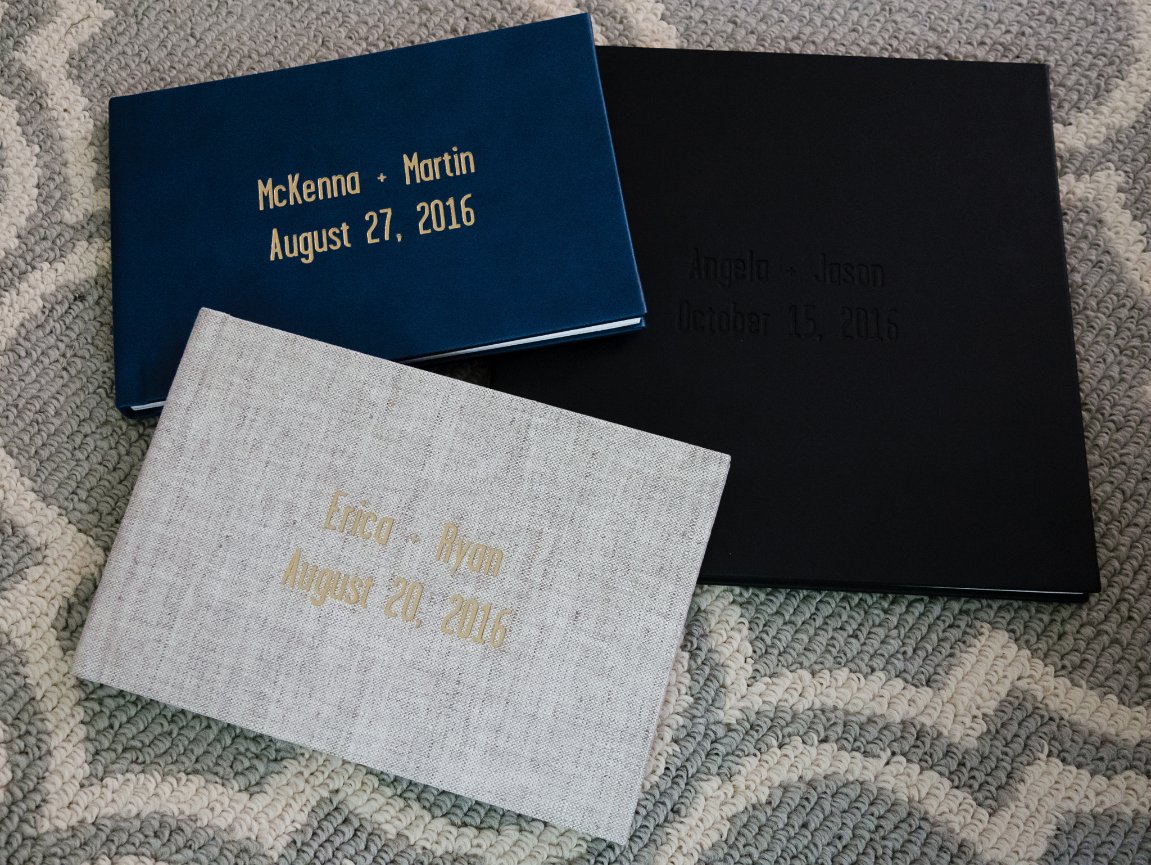 McKenna + Martin
August 27, 2016
Angela + Jason
October 15, 2016
Erica + Ryan
August 20, 2016